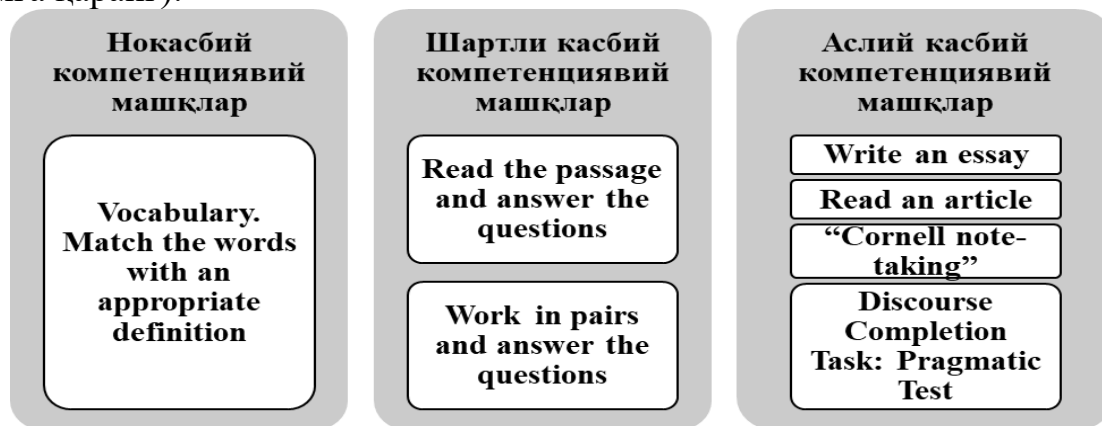 қаранг).
Нокасбий
компетенциявий
машқлар
Vocabulary.
Match the words
with an
appropriate
definition
Шартли касбий
компетенциявий
машқлар
Read the passage
and answer the
questions
Work in pairs
and answer the
questions
Аслий касбий
компетенциявий
машқлар
Write an essay
Read an article
“Cornell note-
taking”
Discourse
Completion
Task: Pragmatic
Test